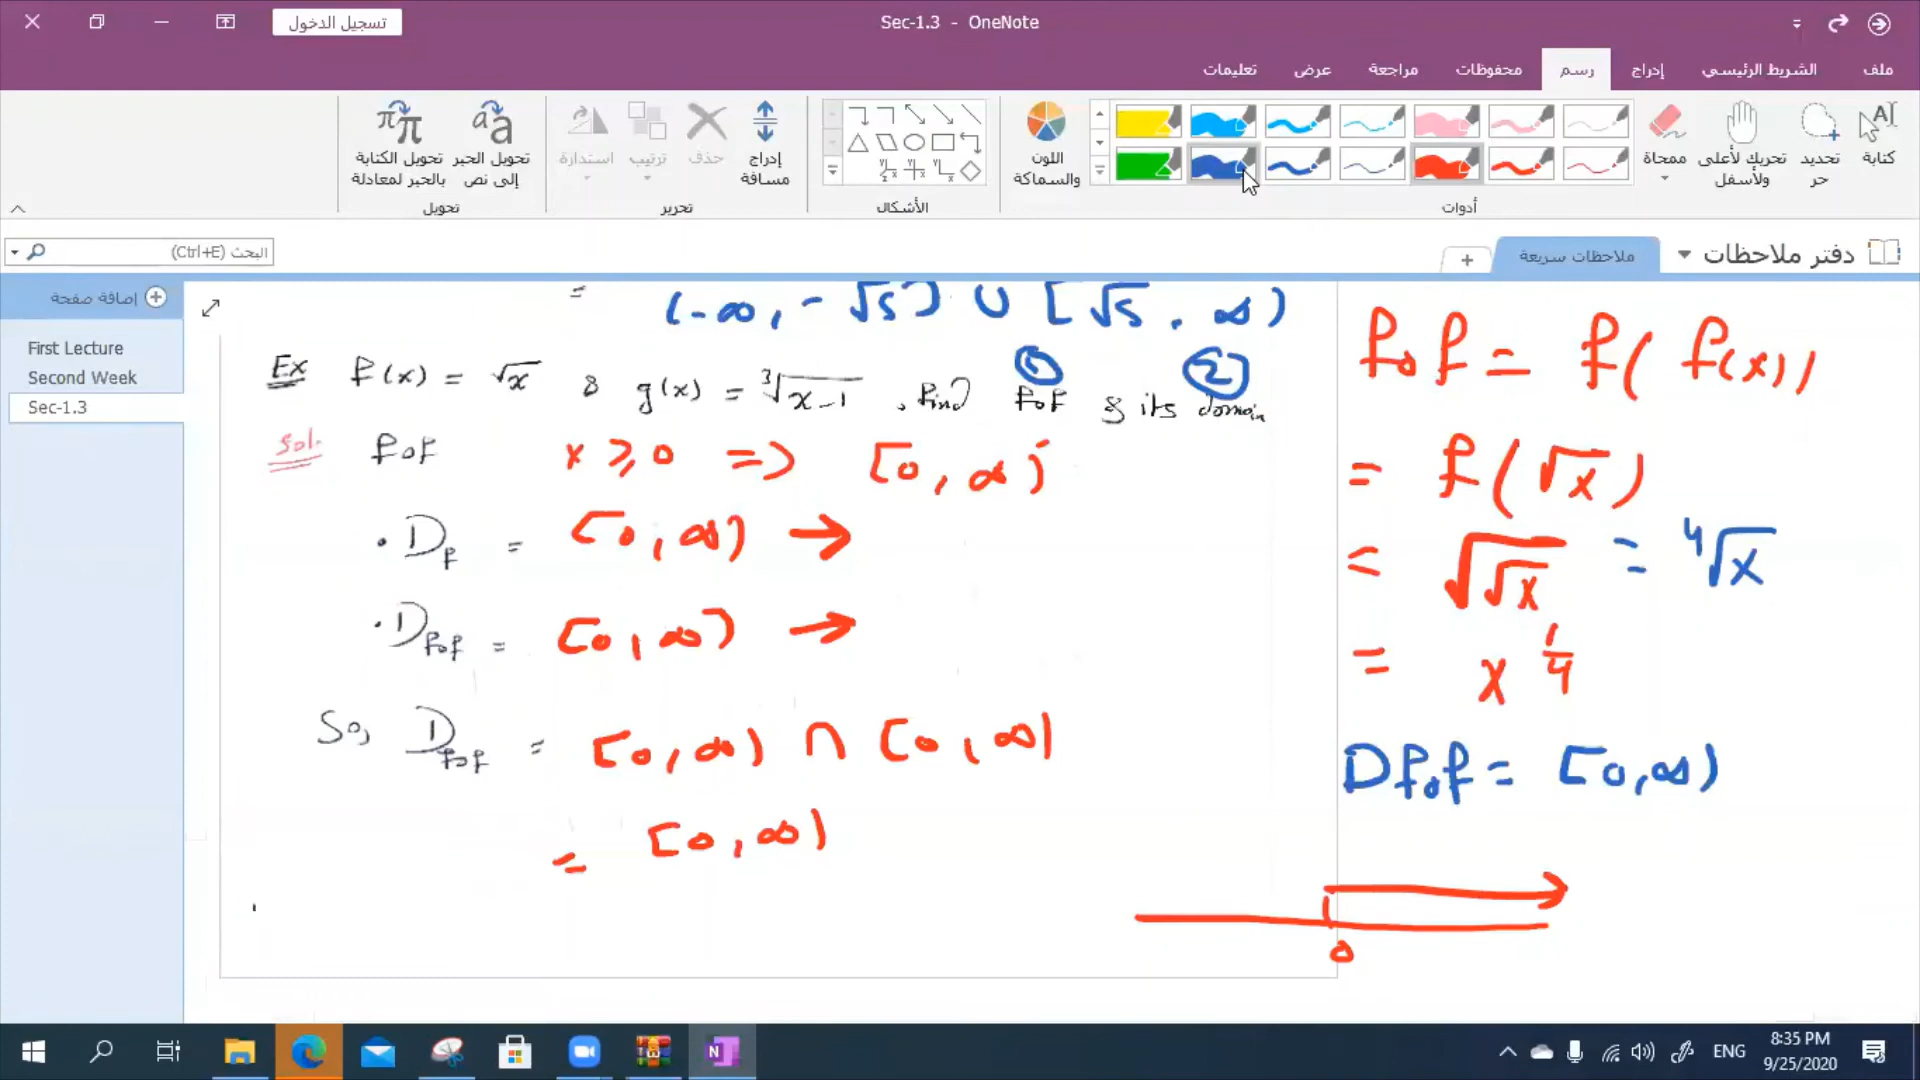 تسجيل الدخول
Sec-1.3 - OneNote
ملف
الشريط الرئيسي
إدراج
رسم
محفوظات
مراجعة
عرض
تعليمات
كتابة
تحديد حر
تحريك لأعلى ولأسفل
ممحاة
أدوات
اللون والسماكة
الأشكال
إدراج مسافة
حذف
ترتيب
استدارة
تحرير
تحويل الحبر إلى نص
تحويل الكتابة بالحبر لمعادلة
تحويل
دفتر ملاحظات
ملاحظات سريعة
البحث (Ctrl+E)
إضافة صفحة
First Lecture
Second Week
Sec-1.3
= (-∞, -√5] ∪ [√5, ∞)
Ex f(x) = √x & g(x) = ∛x-1, find fof & its domain
① ②
Sol. fof x ≥ 0 => [0, ∞)
• D_f = [0, ∞) →
• D_fof = [0, ∞) →
So, D_fof = [0, ∞) ∩ [0, ∞)
= [0, ∞)
fof = f(f(x))
= f(√x)
= √√x = ⁴√x
= x^1/4
Dfof = [0, ∞)
0
ENG
8:35 PM
9/25/2020